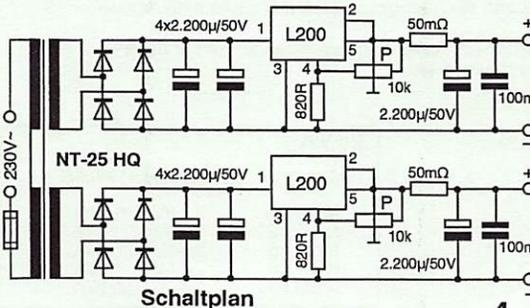 4x2.200µ/50V
1
L200
2
5
3
4
P
10k
820R
50mΩ
2.200µ/50V
100n
+
−
230V~
NT-25 HQ
4x2.200µ/50V
1
L200
2
5
3
4
P
10k
820R
50mΩ
2.200µ/50V
100n
+
−
Schaltplan